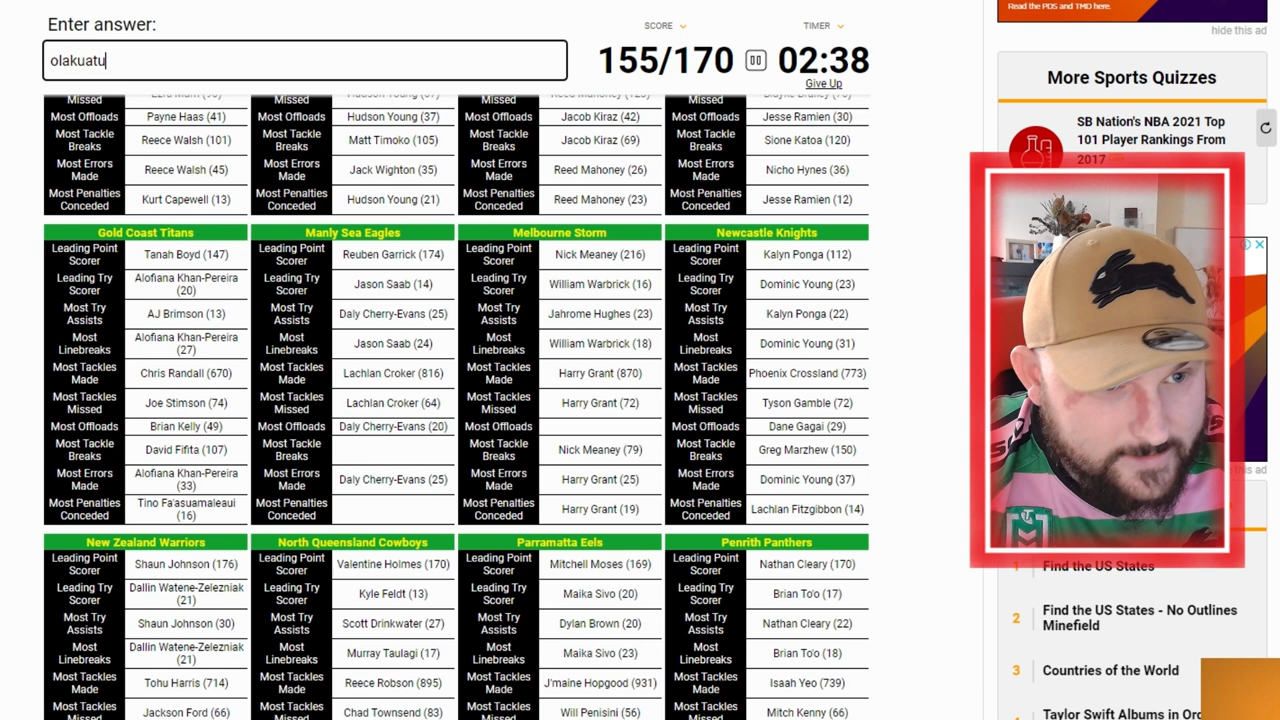 Enter answer:
SCORE
TIMER
olakuatu
155/170
02:38
Give Up
Missed
Missed
Missed
Missed
Most Offloads Payne Haas (41) Most Offloads Hudson Young (37) Most Offloads Jacob Kiraz (42) Most Offloads Jesse Ramien (30)
Most Tackle Breaks Reece Walsh (101) Most Tackle Breaks Matt Timoko (105) Most Tackle Breaks Jacob Kiraz (69) Most Tackle Breaks Sione Katoa (120)
Most Errors Made Reece Walsh (45) Most Errors Made Jack Wighton (35) Most Errors Made Reed Mahoney (26) Most Errors Made Nicho Hynes (36)
Most Penalties Conceded Kurt Capewell (13) Most Penalties Conceded Hudson Young (21) Most Penalties Conceded Reed Mahoney (23) Most Penalties Conceded Jesse Ramien (12)
Gold Coast Titans Manly Sea Eagles Melbourne Storm Newcastle Knights
Leading Point Scorer Tanah Boyd (147) Leading Point Scorer Reuben Garrick (174) Leading Point Scorer Nick Meaney (216) Leading Point Scorer Kalyn Ponga (112)
Leading Try Scorer Alofiana Khan-Pereira (20) Leading Try Scorer Jason Saab (14) Leading Try Scorer William Warbrick (16) Leading Try Scorer Dominic Young (23)
Most Try Assists AJ Brimson (13) Most Try Assists Daly Cherry-Evans (25) Most Try Assists Jahrome Hughes (23) Most Try Assists Kalyn Ponga (22)
Most Linebreaks Alofiana Khan-Pereira (27) Most Linebreaks Jason Saab (24) Most Linebreaks William Warbrick (18) Most Linebreaks Dominic Young (31)
Most Tackles Made Chris Randall (670) Most Tackles Made Lachlan Croker (816) Most Tackles Made Harry Grant (870) Most Tackles Made Phoenix Crossland (773)
Most Tackles Missed Joe Stimson (74) Most Tackles Missed Lachlan Croker (64) Most Tackles Missed Harry Grant (72) Most Tackles Missed Tyson Gamble (72)
Most Offloads Brian Kelly (49) Most Offloads Daly Cherry-Evans (20) Most Offloads Most Offloads Dane Gagai (29)
Most Tackle Breaks David Fifita (107) Most Tackle Breaks Most Tackle Breaks Nick Meaney (79) Most Tackle Breaks Greg Marzhew (150)
Most Errors Made Alofiana Khan-Pereira (33) Most Errors Made Daly Cherry-Evans (25) Most Errors Made Harry Grant (25) Most Errors Made Dominic Young (37)
Most Penalties Conceded Tino Fa'asuamaleaui (16) Most Penalties Conceded Most Penalties Conceded Harry Grant (19) Most Penalties Conceded Lachlan Fitzgibbon (14)
New Zealand Warriors North Queensland Cowboys Parramatta Eels Penrith Panthers
Leading Point Scorer Shaun Johnson (176) Leading Point Scorer Valentine Holmes (170) Leading Point Scorer Mitchell Moses (169) Leading Point Scorer Nathan Cleary (170)
Leading Try Scorer Dallin Watene-Zelezniak (21) Leading Try Scorer Kyle Feldt (13) Leading Try Scorer Maika Sivo (20) Leading Try Scorer Brian To'o (17)
Most Try Assists Shaun Johnson (30) Most Try Assists Scott Drinkwater (27) Most Try Assists Dylan Brown (20) Most Try Assists Nathan Cleary (22)
Most Linebreaks Dallin Watene-Zelezniak (21) Most Linebreaks Murray Taulagi (17) Most Linebreaks Maika Sivo (23) Most Linebreaks Brian To'o (18)
Most Tackles Made Tohu Harris (714) Most Tackles Made Reece Robson (895) Most Tackles Made J'maine Hopgood (931) Most Tackles Made Isaah Yeo (739)
Most Tackles Jackson Ford (66) Most Tackles Chad Townsend (83) Most Tackles Will Penisini (56) Most Tackles Mitch Kenny (66)
Read the PDS and TMD here.
hide this ad
More Sports Quizzes
SB Nation's NBA 2021 Top
101 Player Rankings From
2017
this ad
1 Find the US States
2 Find the US States - No Outlines
Minefield
3 Countries of the World
Taylor Swift Albums in